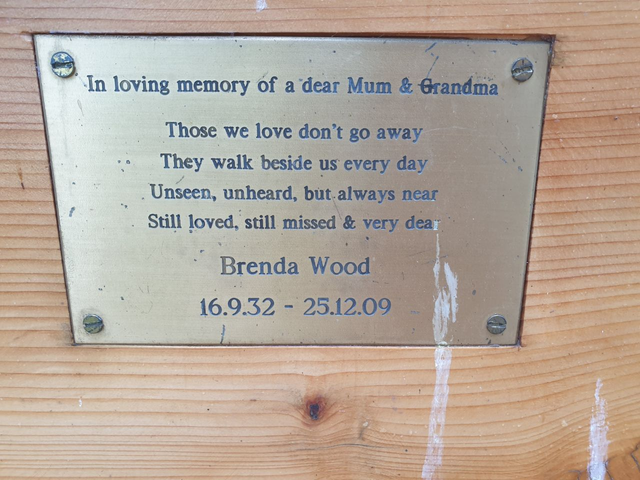 In loving memory of a dear Mum & Grandma
Those we love don't go away
They walk beside us every day
Unseen, unheard, but always near
Still loved, still missed & very dear
Brenda Wood
16.9.32 - 25.12.09